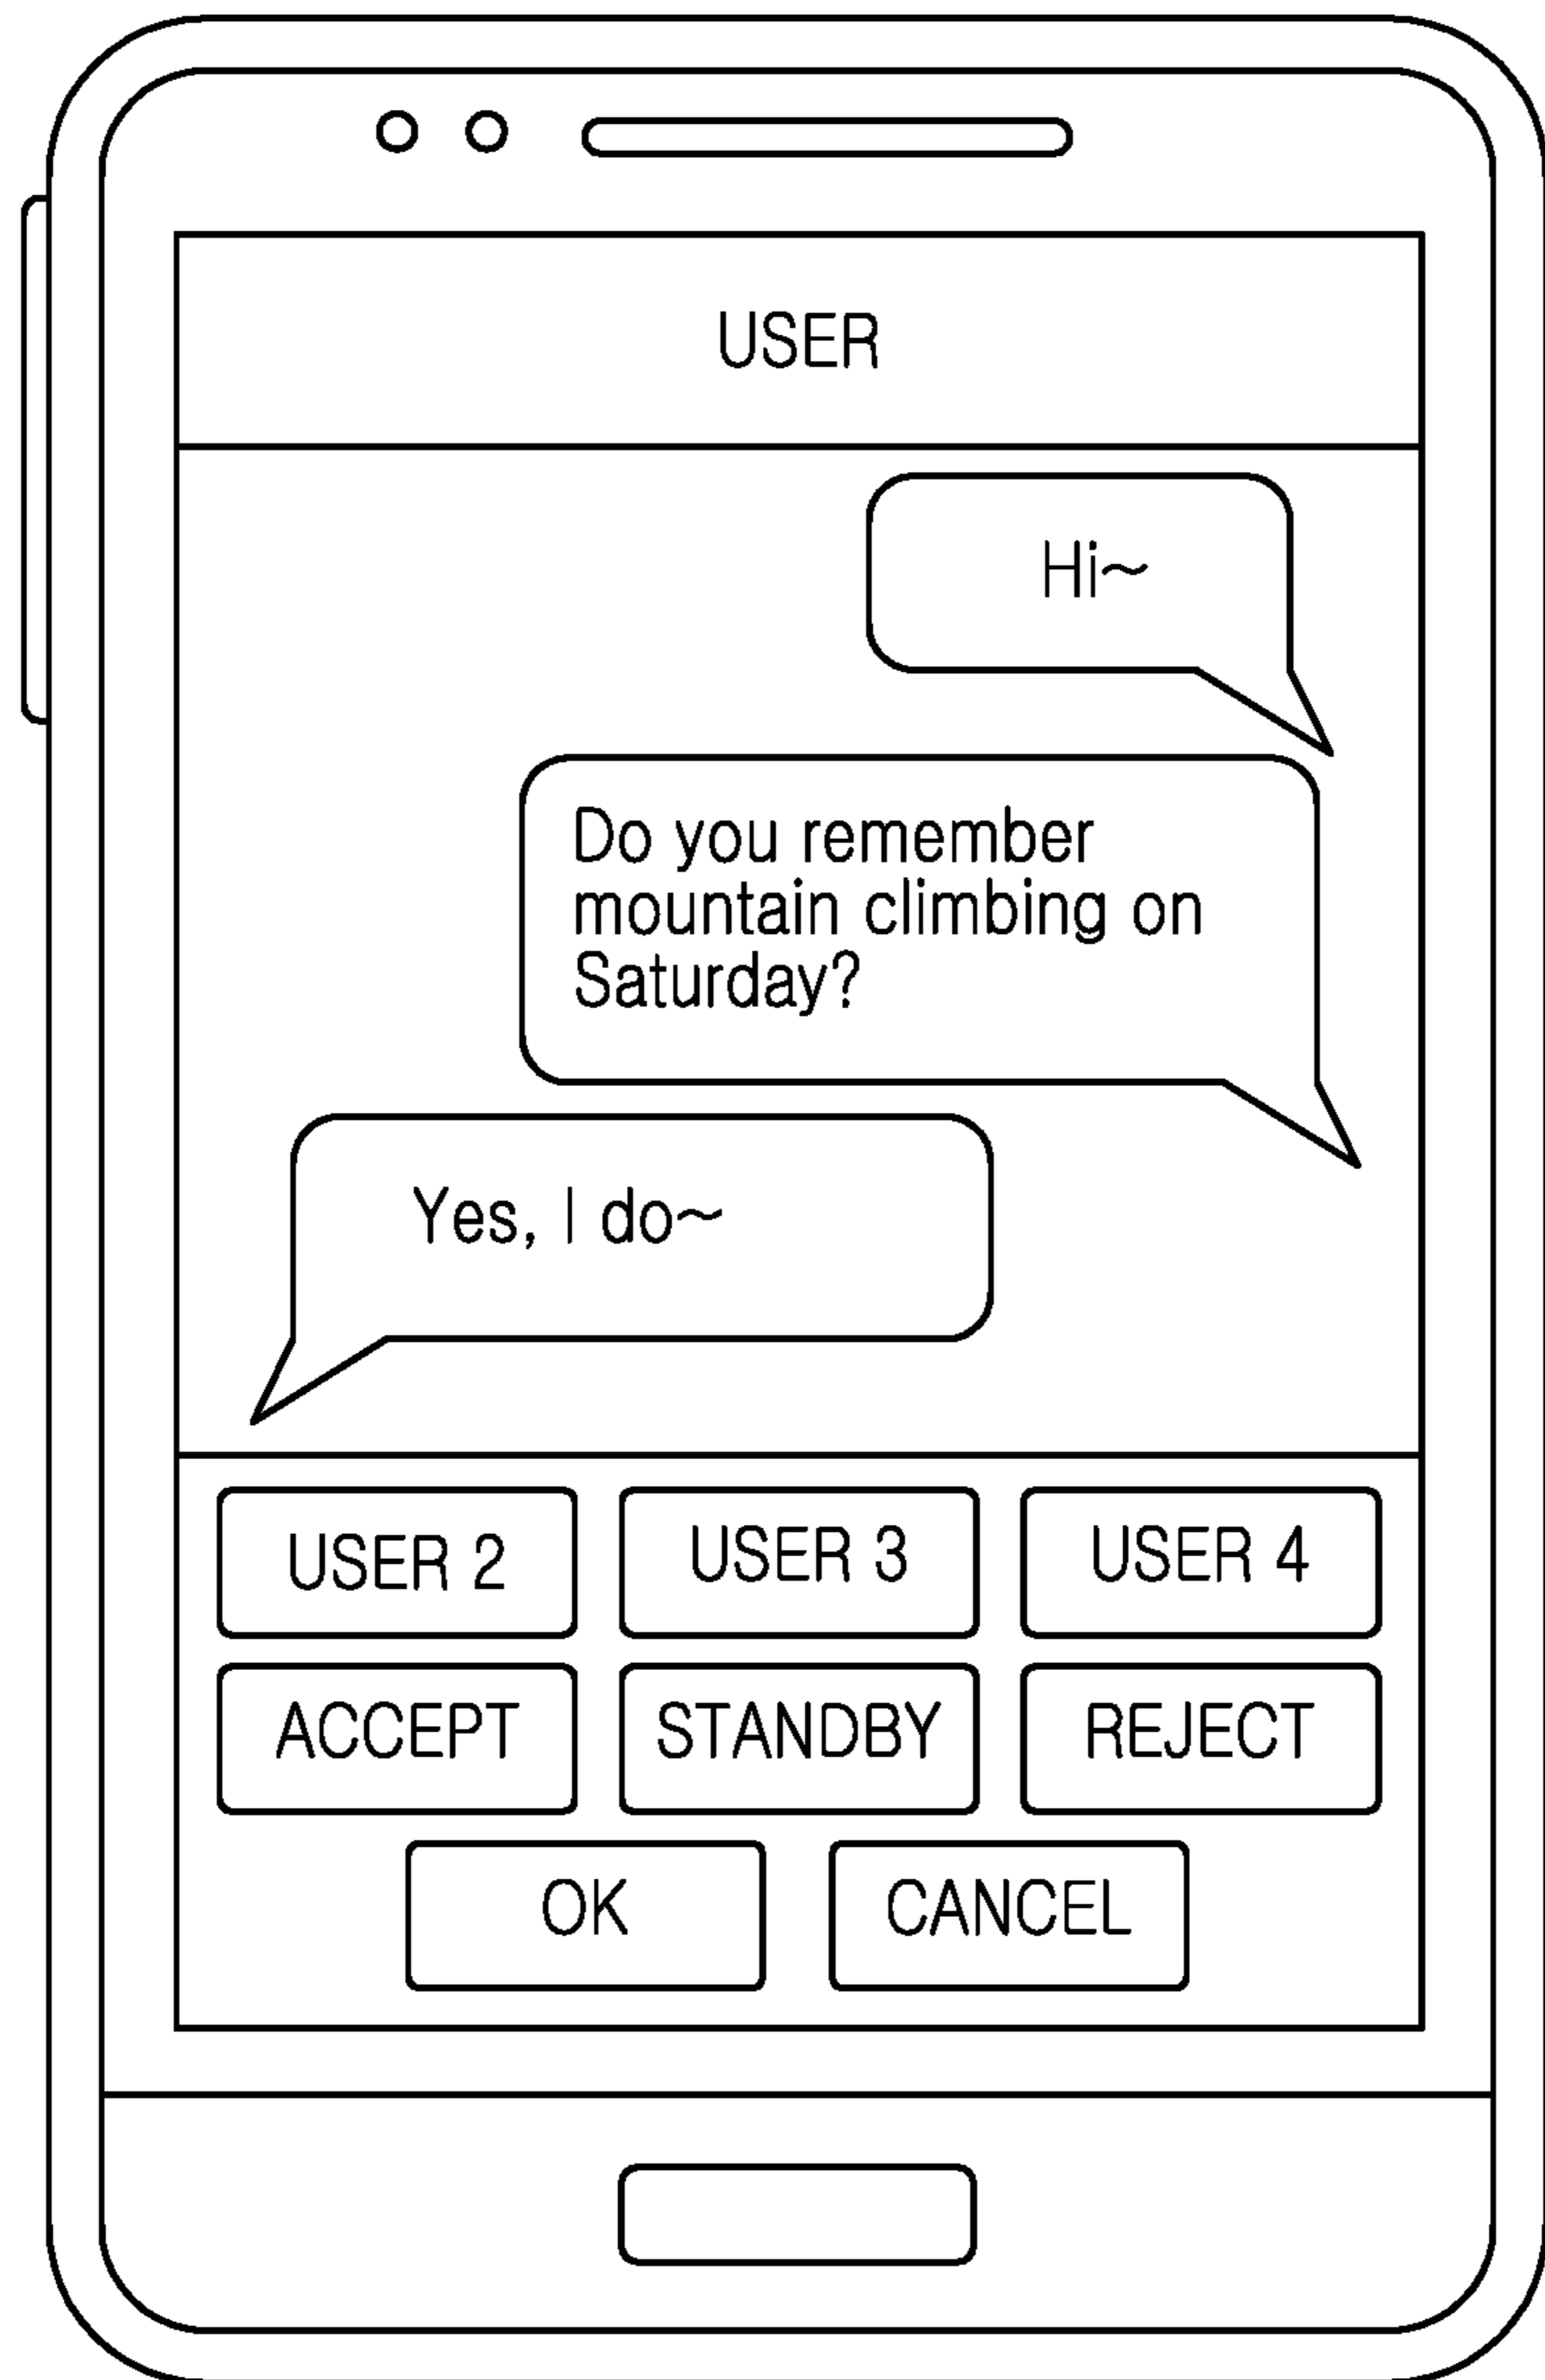 USER
Hi~
Do you remember
mountain climbing on
Saturday?
Yes, I do~
USER 2 USER 3 USER 4
ACCEPT STANDBY REJECT
OK CANCEL